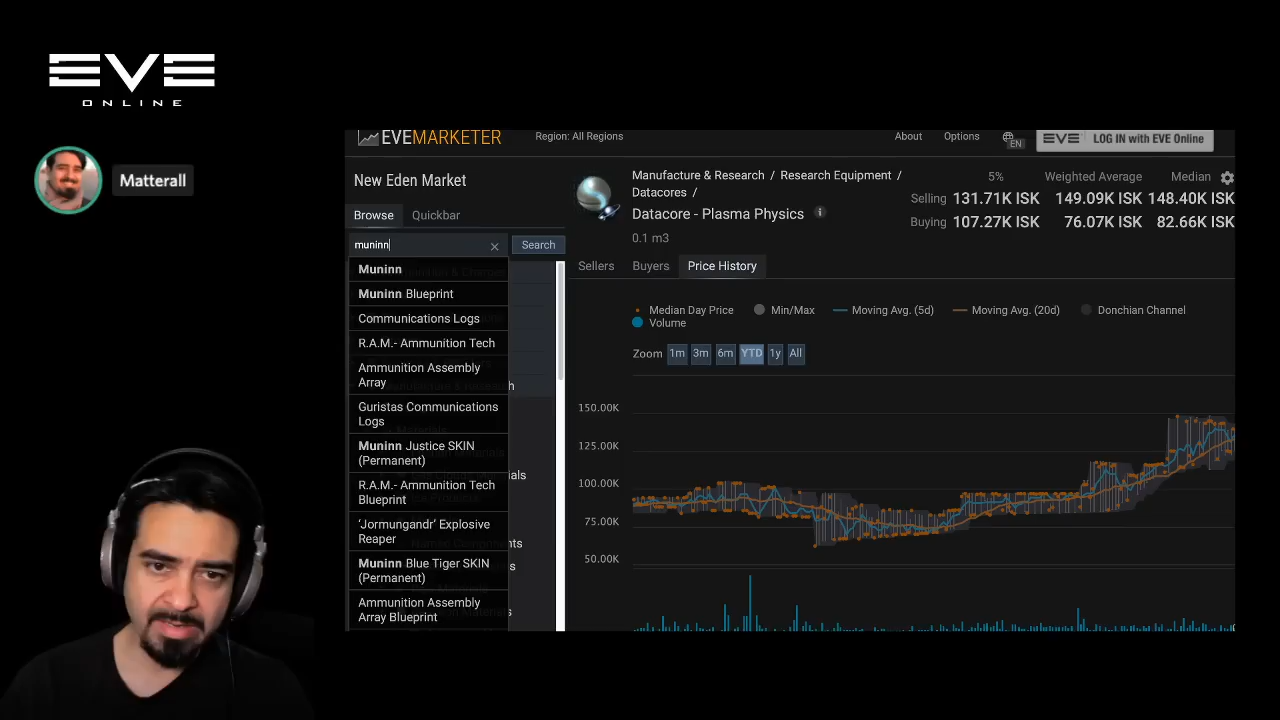 EVE
ONLINE
Matterall
EVEMARKETER
Region: All Regions
About
Options
EN
EVE
LOG IN with EVE Online
New Eden Market
Browse
Quickbar
muninn
Search
Muninn
Muninn Blueprint
Communications Logs
R.A.M.- Ammunition Tech
Ammunition Assembly
Array
Guristas Communications
Logs
Muninn Justice SKIN
(Permanent)
R.A.M.- Ammunition Tech
Blueprint
‘Jormungandr’ Explosive
Reaper
Muninn Blue Tiger SKIN
(Permanent)
Ammunition Assembly
Array Blueprint
Manufacture & Research / Research Equipment /
Datacores /
Datacore - Plasma Physics
0.1 m3
5%
Weighted Average
Median
Selling 131.71K ISK 149.09K ISK 148.40K ISK
Buying 107.27K ISK 76.07K ISK 82.66K ISK
Sellers
Buyers
Price History
Median Day Price
Min/Max
Moving Avg. (5d)
Moving Avg. (20d)
Donchian Channel
Volume
Zoom 1m 3m 6m YTD 1y All
150.00K
125.00K
100.00K
75.00K
50.00K